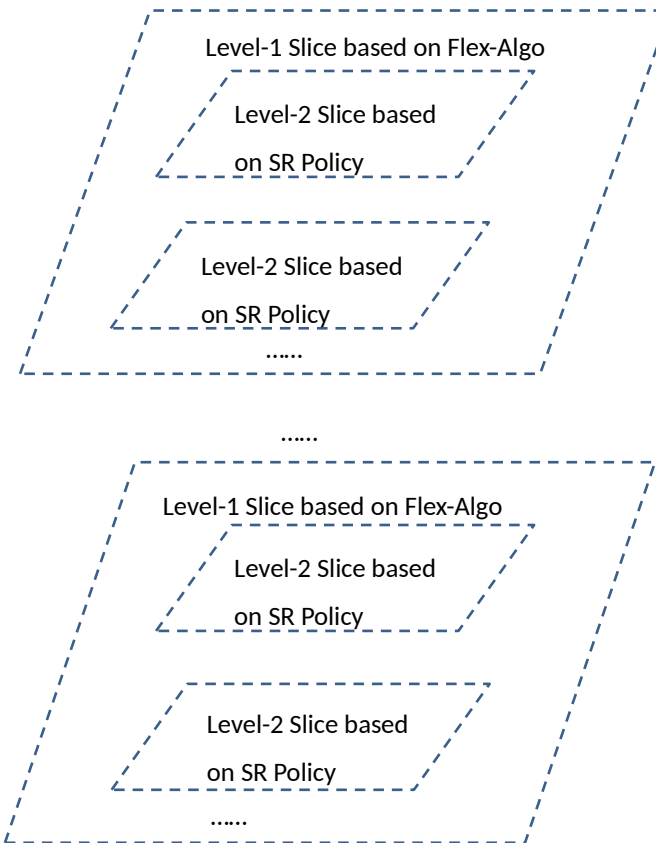 Level-1 Slice based on Flex-Algo
Level-2 Slice based
on SR Policy
Level-2 Slice based
on SR Policy
……
……
Level-1 Slice based on Flex-Algo
Level-2 Slice based
on SR Policy
Level-2 Slice based
on SR Policy
……